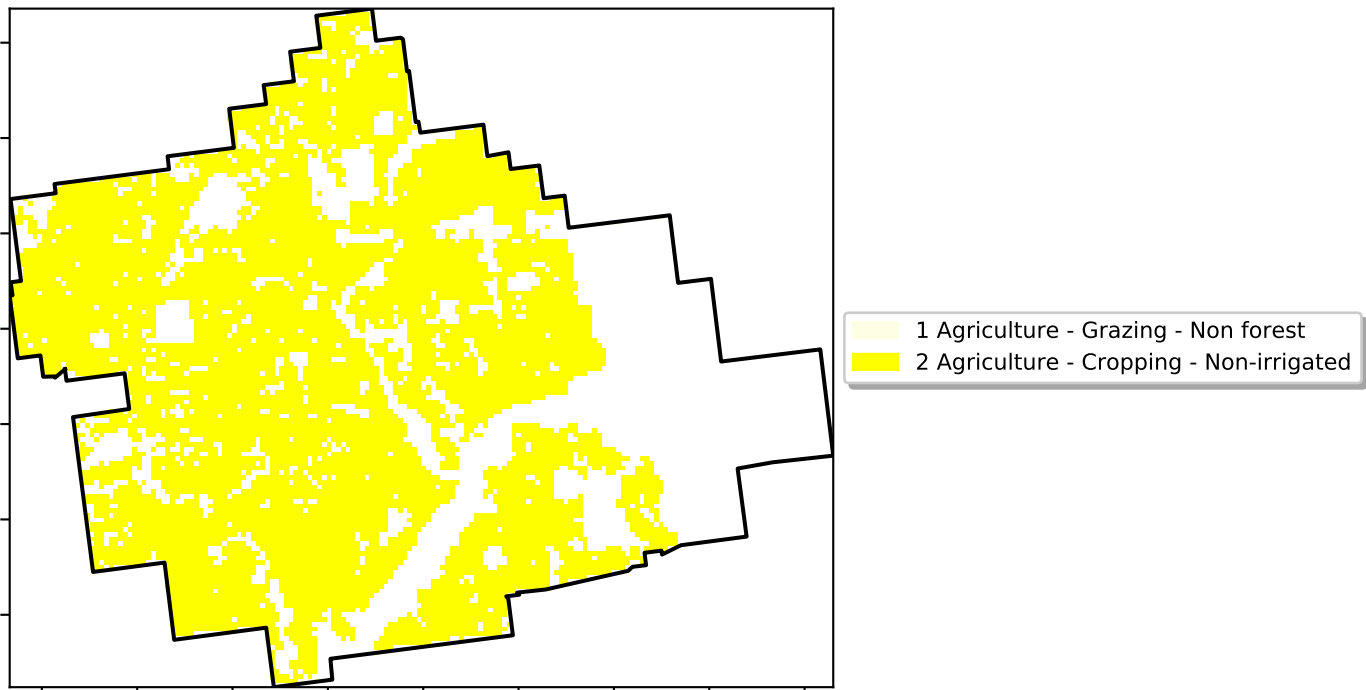 1 Agriculture - Grazing - Non forest
2 Agriculture - Cropping - Non-irrigated